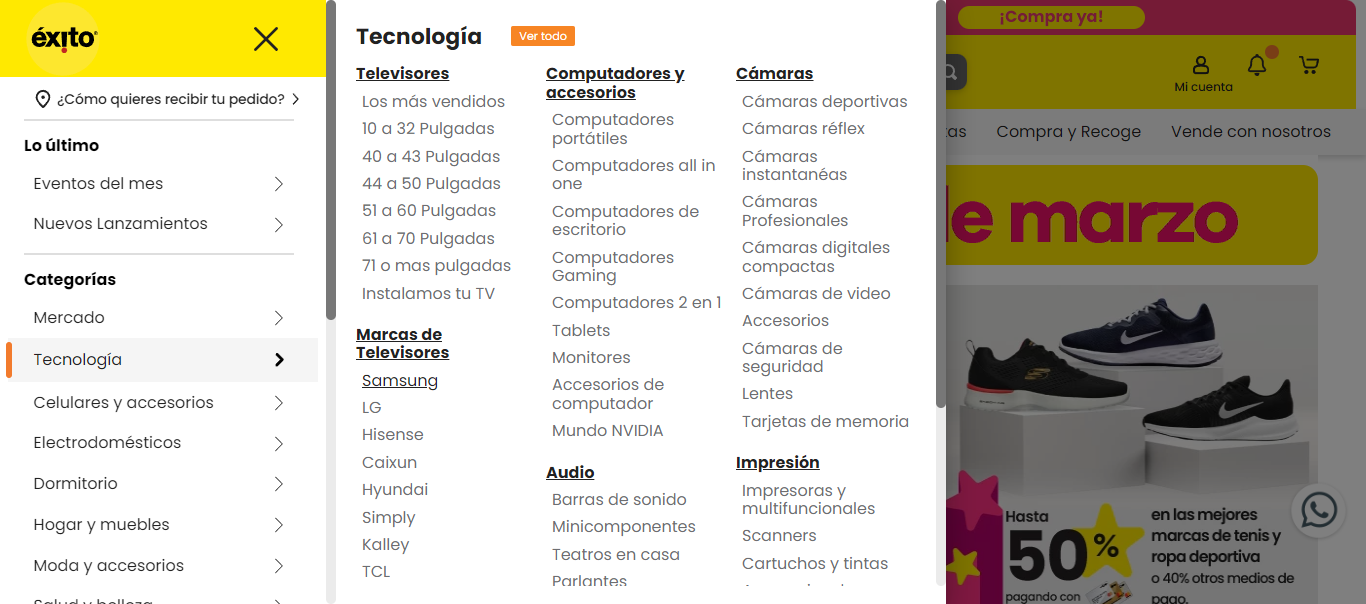 éxito
¿Cómo quieres recibir tu pedido?
Lo último
Eventos del mes
Nuevos Lanzamientos
Categorías
Mercado
Tecnología
Celulares y accesorios
Electrodomésticos
Dormitorio
Hogar y muebles
Moda y accesorios
Salud y belleza
Tecnología
Ver todo
Televisores
Los más vendidos
10 a 32 Pulgadas
40 a 43 Pulgadas
44 a 50 Pulgadas
51 a 60 Pulgadas
61 a 70 Pulgadas
71 o mas pulgadas
Instalamos tu TV
Marcas de
Televisores
Samsung
LG
Hisense
Caixun
Hyundai
Simply
Kalley
TCL
Computadores y
accesorios
Computadores
portátiles
Computadores all in
one
Computadores de
escritorio
Computadores
Gaming
Computadores 2 en 1
Tablets
Monitores
Accesorios de
computador
Mundo NVIDIA
Audio
Barras de sonido
Minicomponentes
Teatros en casa
Parlantes
Cámaras
Cámaras deportivas
Cámaras réflex
Cámaras
instantanéas
Cámaras
Profesionales
Cámaras digitales
compactas
Cámaras de video
Accesorios
Cámaras de
seguridad
Lentes
Tarjetas de memoria
Impresión
Impresoras y
multifuncionales
Scanners
Cartuchos y tintas
¡Compra ya!
Mi cuenta
tas
Compra y Recoge
Vende con nosotros
de marzo
Hasta
50%
pagando con
en las mejores
marcas de tenis y
ropa deportiva
o 40% otros medios de
pago.